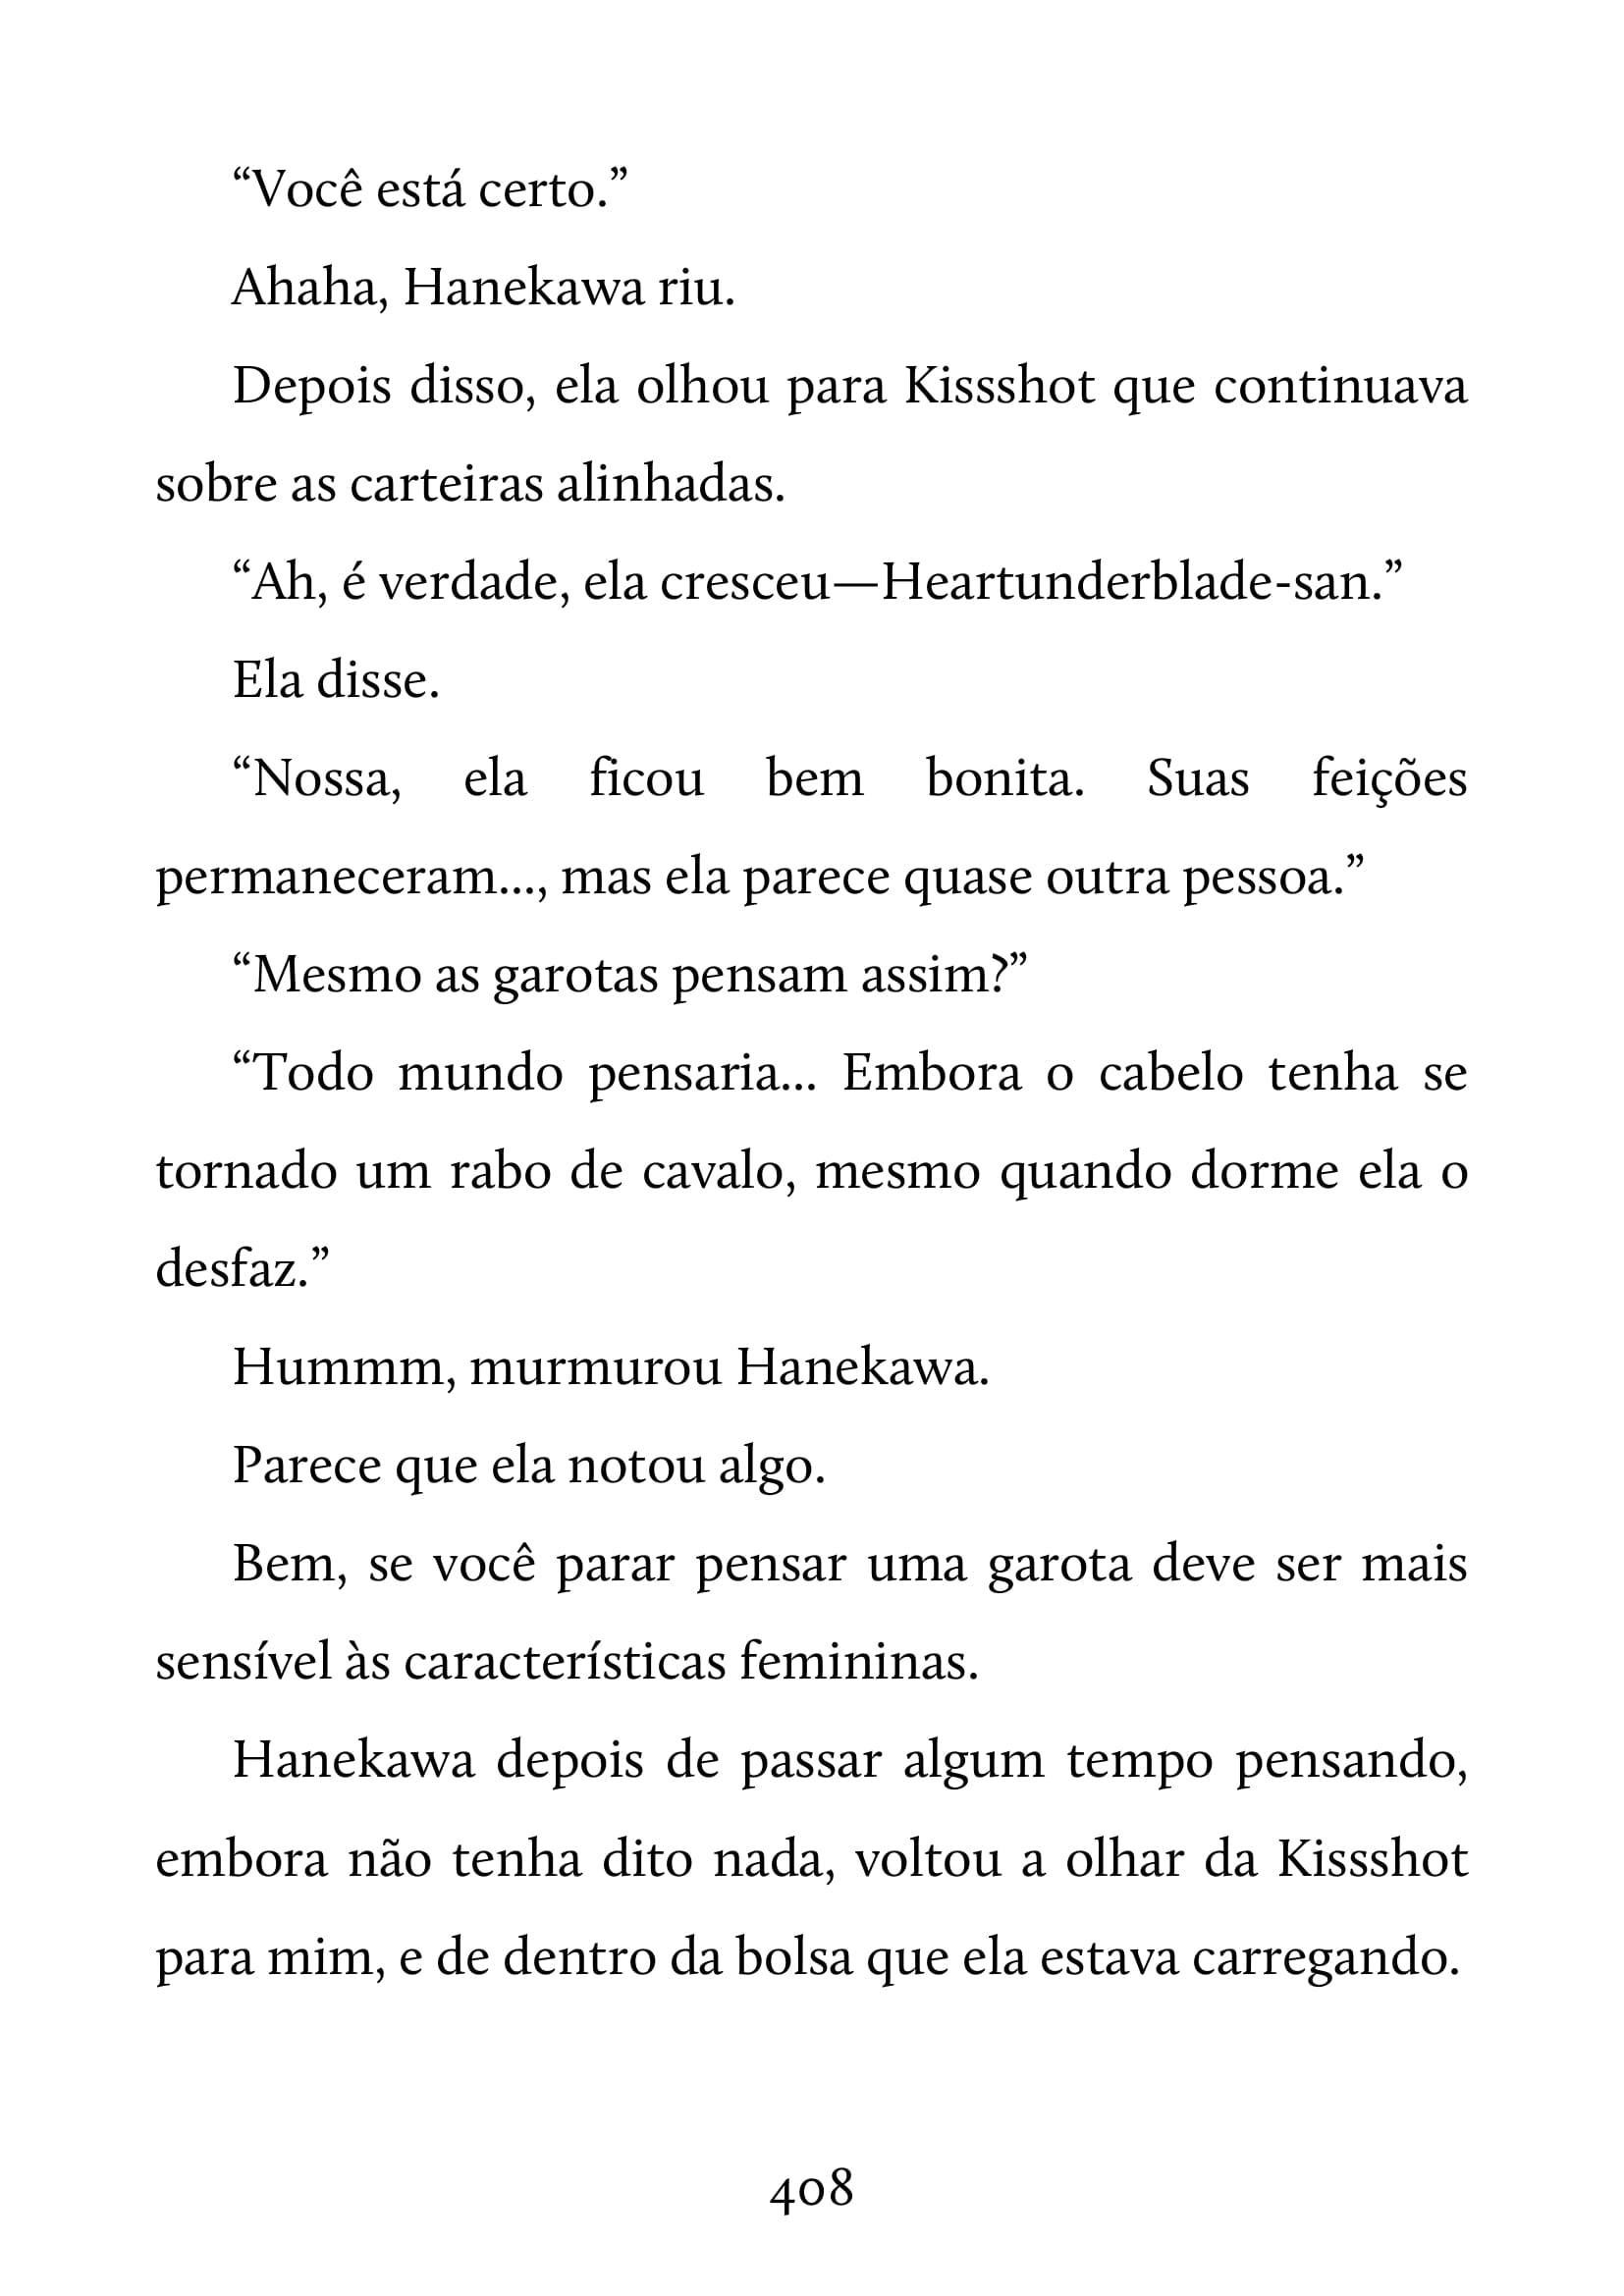 “Você está certo.”
Ahaha, Hanekawa riu.
Depois disso, ela olhou para Kissshot que continuava
sobre as carteiras alinhadas.
“Ah, é verdade, ela cresceu—Heartunderblade-san.”
Ela disse.
“Nossa, ela ficou bem bonita. Suas feições
permaneceram..., mas ela parece quase outra pessoa.”
“Mesmo as garotas pensam assim?”
“Todo mundo pensaria... Embora o cabelo tenha se
tornado um rabo de cavalo, mesmo quando dorme ela o
desfaz.”
Hummm, murmurou Hanekawa.
Parece que ela notou algo.
Bem, se você parar pensar uma garota deve ser mais
sensível às características femininas.
Hanekawa depois de passar algum tempo pensando,
embora não tenha dito nada, voltou a olhar da Kissshot
para mim, e de dentro da bolsa que ela estava carregando.
408